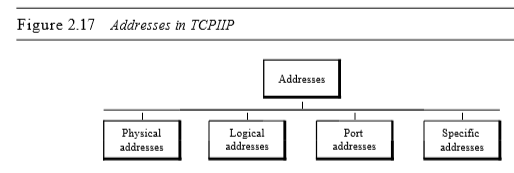 Figure 2.17 Addresses in TCPIIP
Addresses
Physical addresses
Logical addresses
Port addresses
Specific addresses